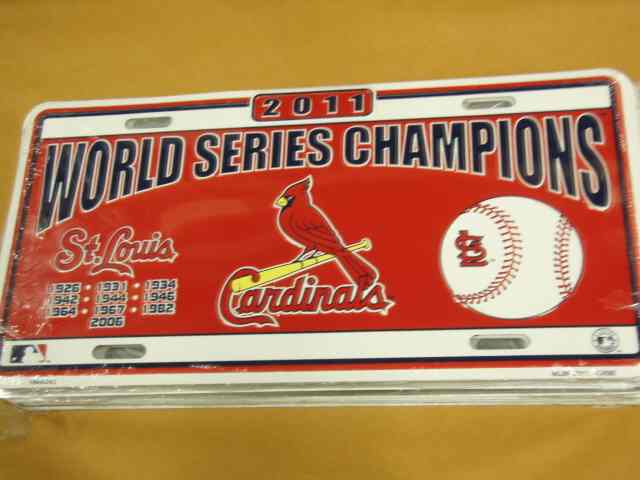 2011
WORLD SERIES CHAMPIONS
St. Louis
1926 • 1931 • 1934
1942 • 1944 • 1946
1964 • 1967 • 1982
2006
Cardinals
STL